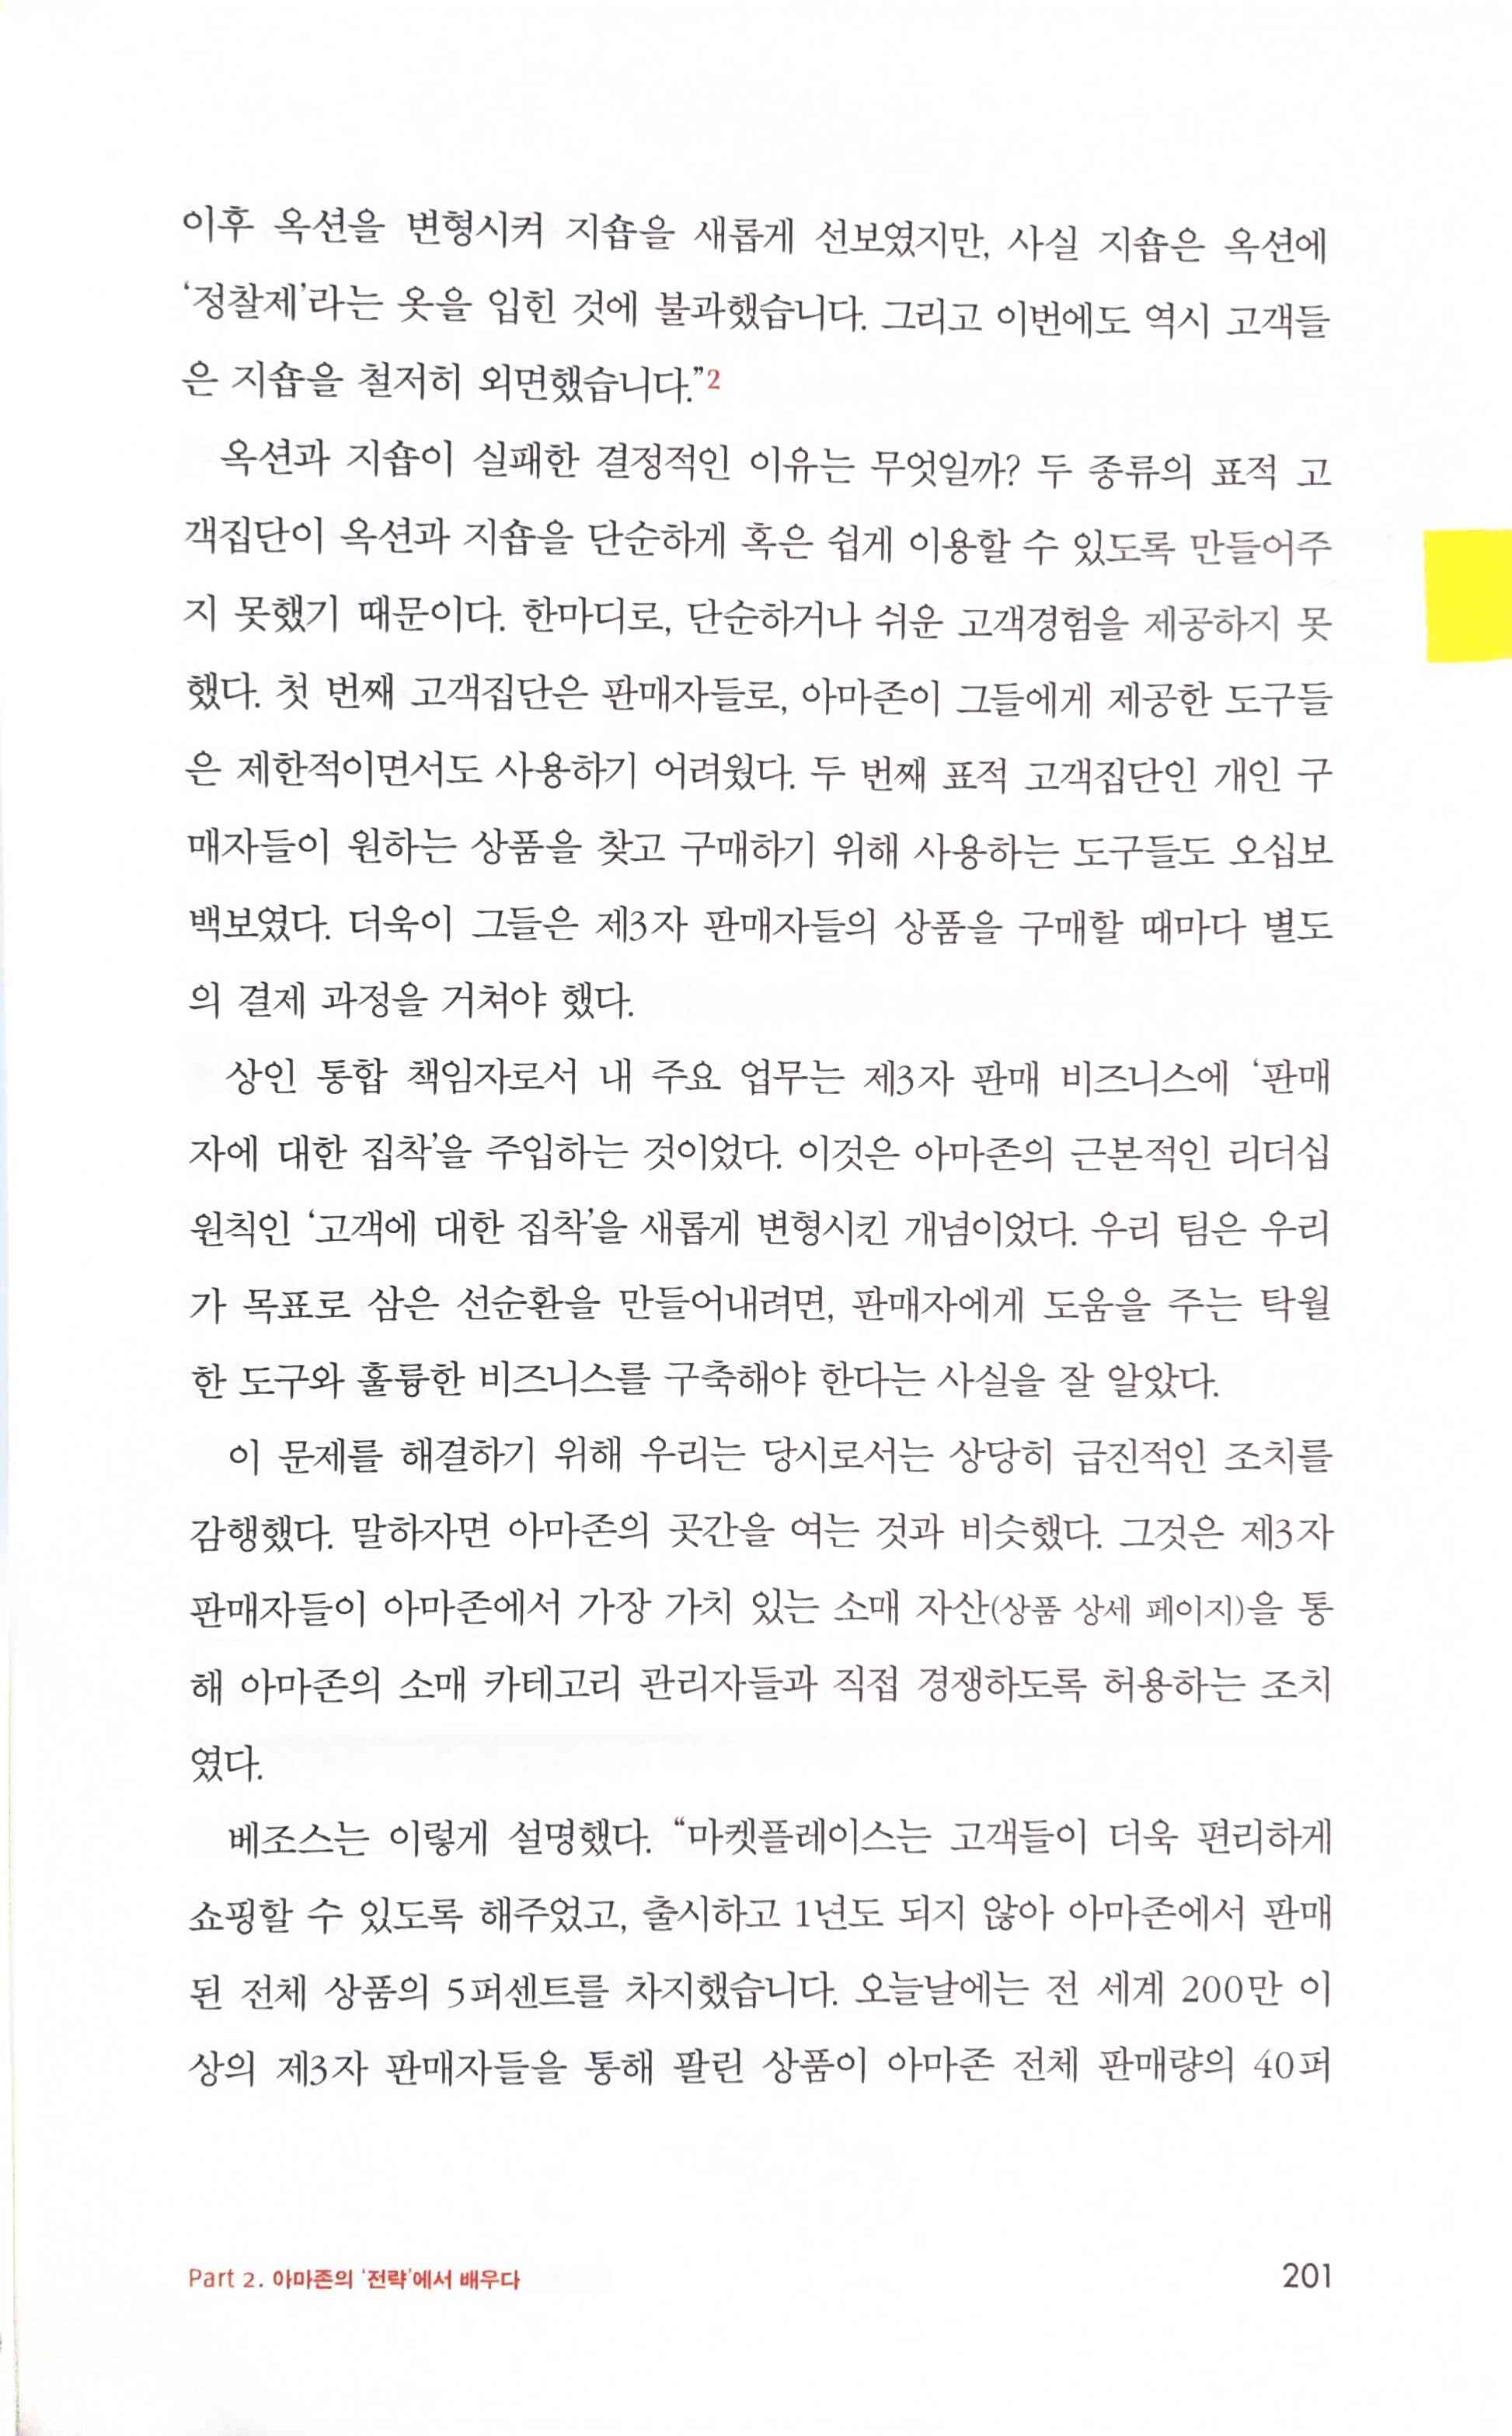 이후 옥션을 변형시켜 지숍을 새롭게 선보였지만, 사실 지숍은 옥션에
‘정찰제’라는 옷을 입힌 것에 불과했습니다. 그리고 이번에도 역시 고객들
은 지숍을 철저히 외면했습니다.”2
옥션과 지숍이 실패한 결정적인 이유는 무엇일까? 두 종류의 표적 고
객집단이 옥션과 지숍을 단순하게 혹은 쉽게 이용할 수 있도록 만들어주
지 못했기 때문이다. 한마디로, 단순하거나 쉬운 고객경험을 제공하지 못
했다. 첫 번째 고객집단은 판매자들로, 아마존이 그들에게 제공한 도구들
은 제한적이면서도 사용하기 어려웠다. 두 번째 표적 고객집단인 개인 구
매자들이 원하는 상품을 찾고 구매하기 위해 사용하는 도구들도 오십보
백보였다. 더욱이 그들은 제3자 판매자들의 상품을 구매할 때마다 별도
의 결제 과정을 거쳐야 했다.
상인 통합 책임자로서 내 주요 업무는 제3자 판매 비즈니스에 ‘판매
자에 대한 집착’을 주입하는 것이었다. 이것은 아마존의 근본적인 리더십
원칙인 ‘고객에 대한 집착’을 새롭게 변형시킨 개념이었다. 우리 팀은 우리
가 목표로 삼은 선순환을 만들어내려면, 판매자에게 도움을 주는 탁월
한 도구와 훌륭한 비즈니스를 구축해야 한다는 사실을 잘 알았다.
이 문제를 해결하기 위해 우리는 당시로서는 상당히 급진적인 조치를
감행했다. 말하자면 아마존의 곳간을 여는 것과 비슷했다. 그것은 제3자
판매자들이 아마존에서 가장 가치 있는 소매 자산(상품 상세 페이지)을 통
해 아마존의 소매 카테고리 관리자들과 직접 경쟁하도록 허용하는 조치
였다.
베조스는 이렇게 설명했다. “마켓플레이스는 고객들이 더욱 편리하게
쇼핑할 수 있도록 해주었고, 출시하고 1년도 되지 않아 아마존에서 판매
된 전체 상품의 5퍼센트를 차지했습니다. 오늘날에는 전 세계 200만 이
상의 제3자 판매자들을 통해 팔린 상품이 아마존 전체 판매량의 40퍼
Part 2. 아마존의 ‘전략’에서 배우다
201